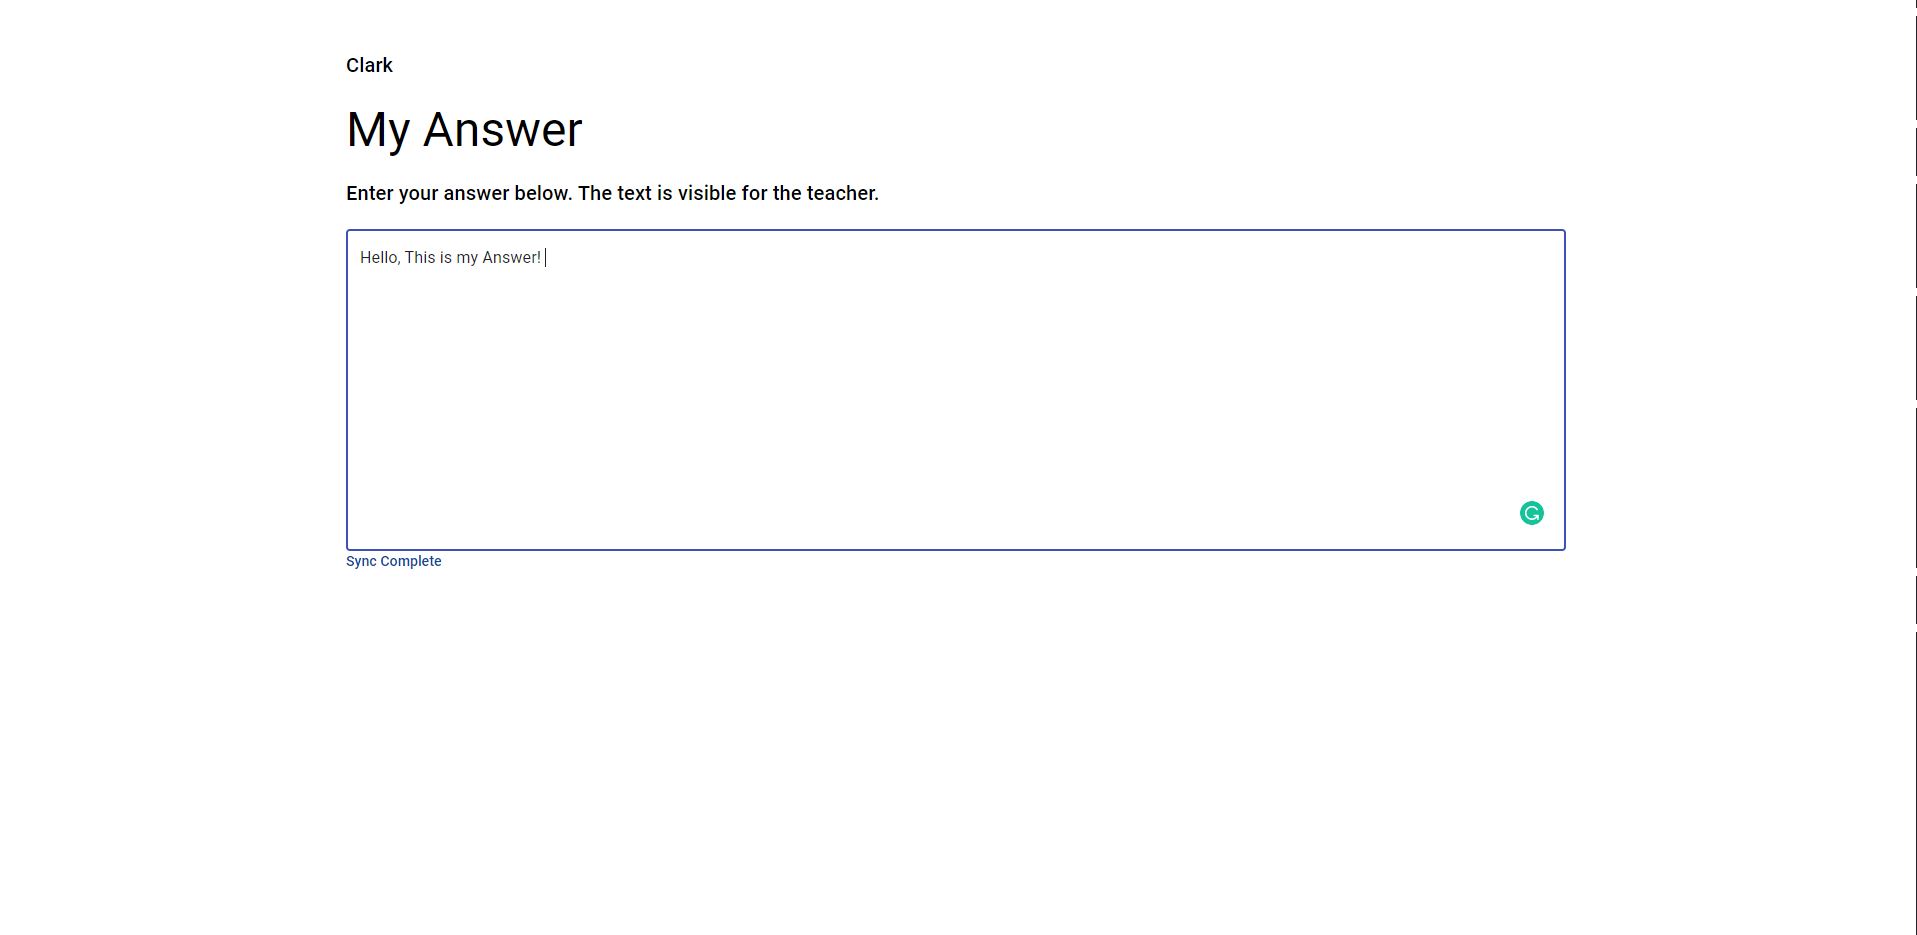 Clark
My Answer
Enter your answer below. The text is visible for the teacher.
Hello, This is my Answer!
Sync Complete